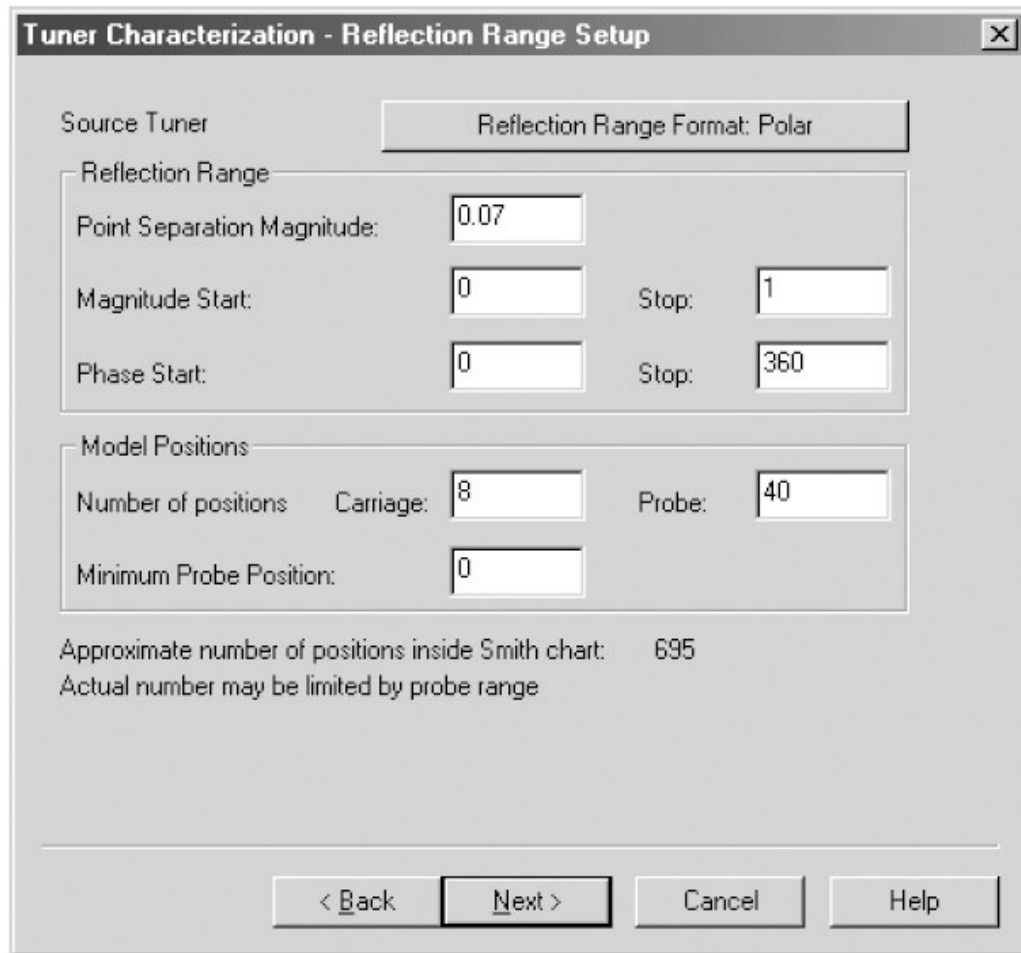 Tuner Characterization - Reflection Range Setup
Source Tuner Reflection Range Format: Polar
Reflection Range
Point Separation Magnitude: 0.07
Magnitude Start: 0 Stop: 1
Phase Start: 0 Stop: 360
Model Positions
Number of positions Carriage: 8 Probe: 40
Minimum Probe Position: 0
Approximate number of positions inside Smith chart: 695
Actual number may be limited by probe range
< Back Next > Cancel Help